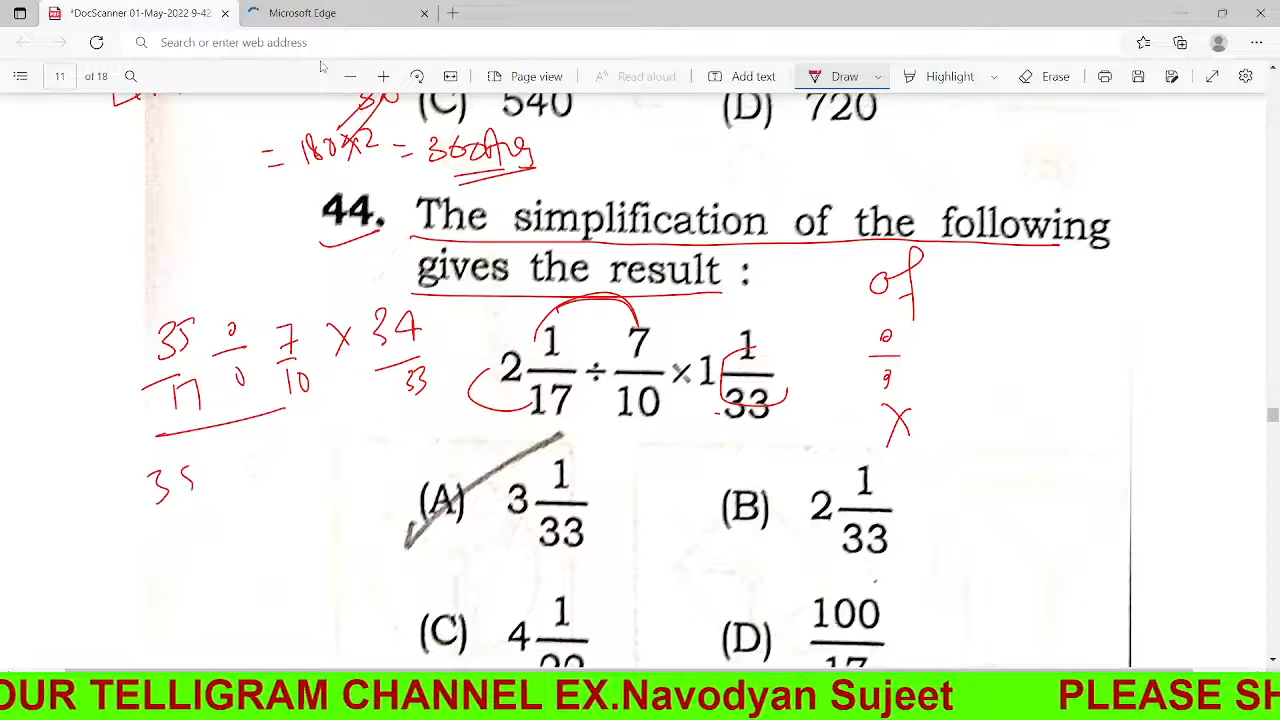 *DocScanner 01-May-2022 9-42
Microsoft Edge
Search or enter web address
11 of 18
Page view
Read aloud
Add text
Draw
Highlight
Erase
(C) 540 (D) 720
= 180×2 = 360 Ans
44. The simplification of the following
gives the result :
of
÷
×
35/17 ÷ 7/10 × 34/33
2 1/17 ÷ 7/10 × 1 1/33
35
(A) 3 1/33 (B) 2 1/33
(C) 4 1/ (D) 100/17
OUR TELLIGRAM CHANNEL EX.Navodyan Sujeet PLEASE SH